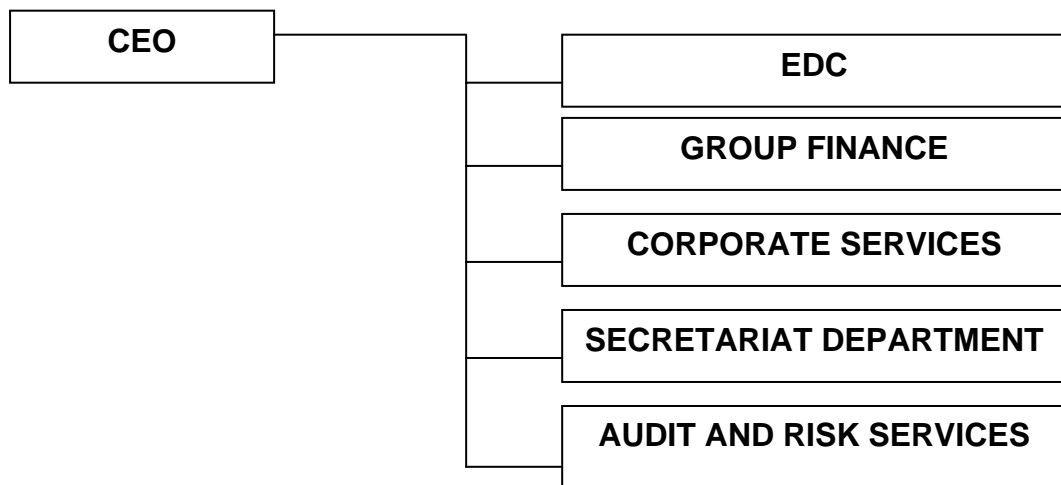 CEO
EDC
GROUP FINANCE
CORPORATE SERVICES
SECRETARIAT DEPARTMENT
AUDIT AND RISK SERVICES